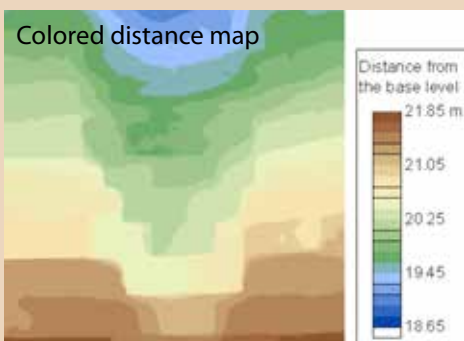 Colored distance map
Distance from
the base level
21.85 m
21.05
20.25
19.45
18.65